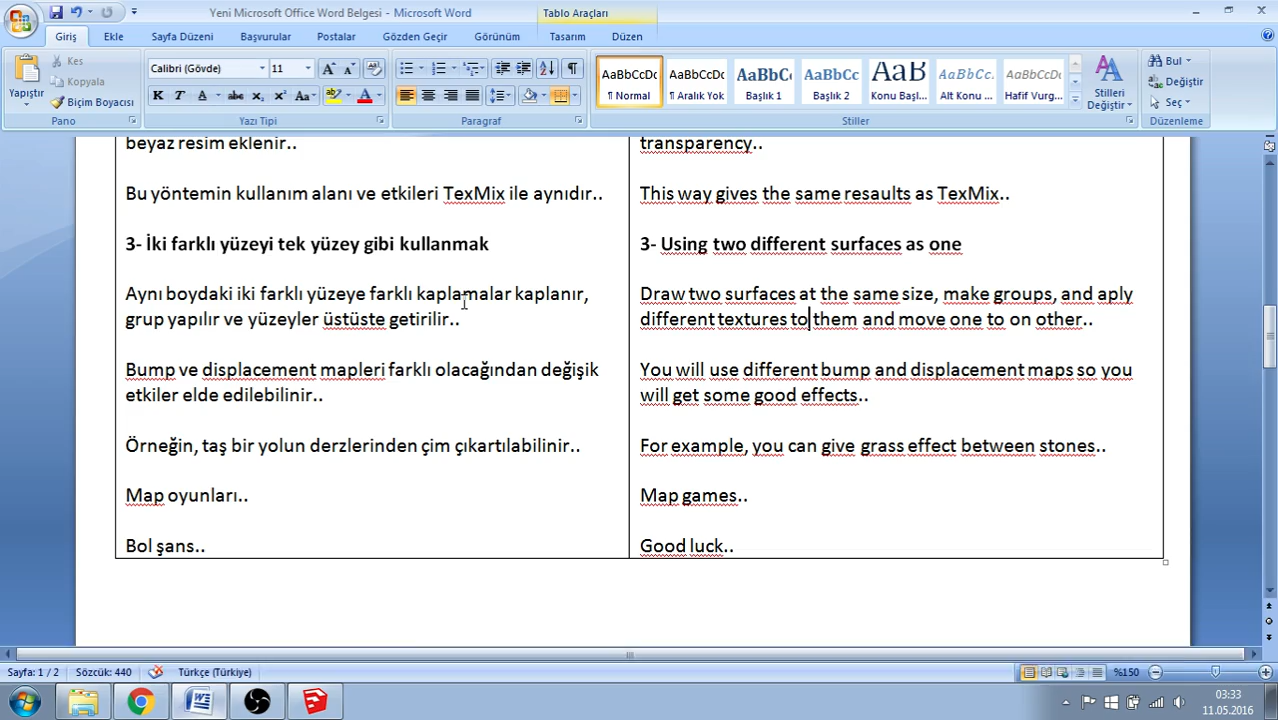 Yeni Microsoft Office Word Belgesi - Microsoft Word
Tablo Araçları
Giriş Ekle Sayfa Düzeni Başvurular Postalar Gözden Geçir Görünüm Tasarım Düzen
Yapıştır
Kes
Kopyala
Biçim Boyacısı
Pano
Calibri (Gövde) 11
Yazı Tipi
Paragraf
AaBbCcDc AaBbCcDc AaBbC AaBbCc AaBb AaBbCc. AaBbCcDc
¶ Normal ¶ Aralık Yok Başlık 1 Başlık 2 Konu Başl... Alt Konu ... Hafif Vurg...
Stilleri Değiştir
Stiller
Bul
Değiştir
Seç
Düzenleme
beyaz resim eklenir..
Bu yöntemin kullanım alanı ve etkileri TexMix ile aynıdır..
3- İki farklı yüzeyi tek yüzey gibi kullanmak
Aynı boydaki iki farklı yüzeye farklı kaplamalar kaplanır,
grup yapılır ve yüzeyler üstüste getirilir..
Bump ve displacement mapleri farklı olacağından değişik
etkiler elde edilebilinir..
Örneğin, taş bir yolun derzlerinden çim çıkartılabilinir..
Map oyunları..
Bol şans..
transparency..
This way gives the same resaults as TexMix..
3- Using two different surfaces as one
Draw two surfaces at the same size, make groups, and aply
different textures to them and move one to on other..
You will use different bump and displacement maps so you
will get some good effects..
For example, you can give grass effect between stones..
Map games..
Good luck..
Sayfa: 1 / 2 Sözcük: 440 Türkçe (Türkiye) %150
03:33
11.05.2016